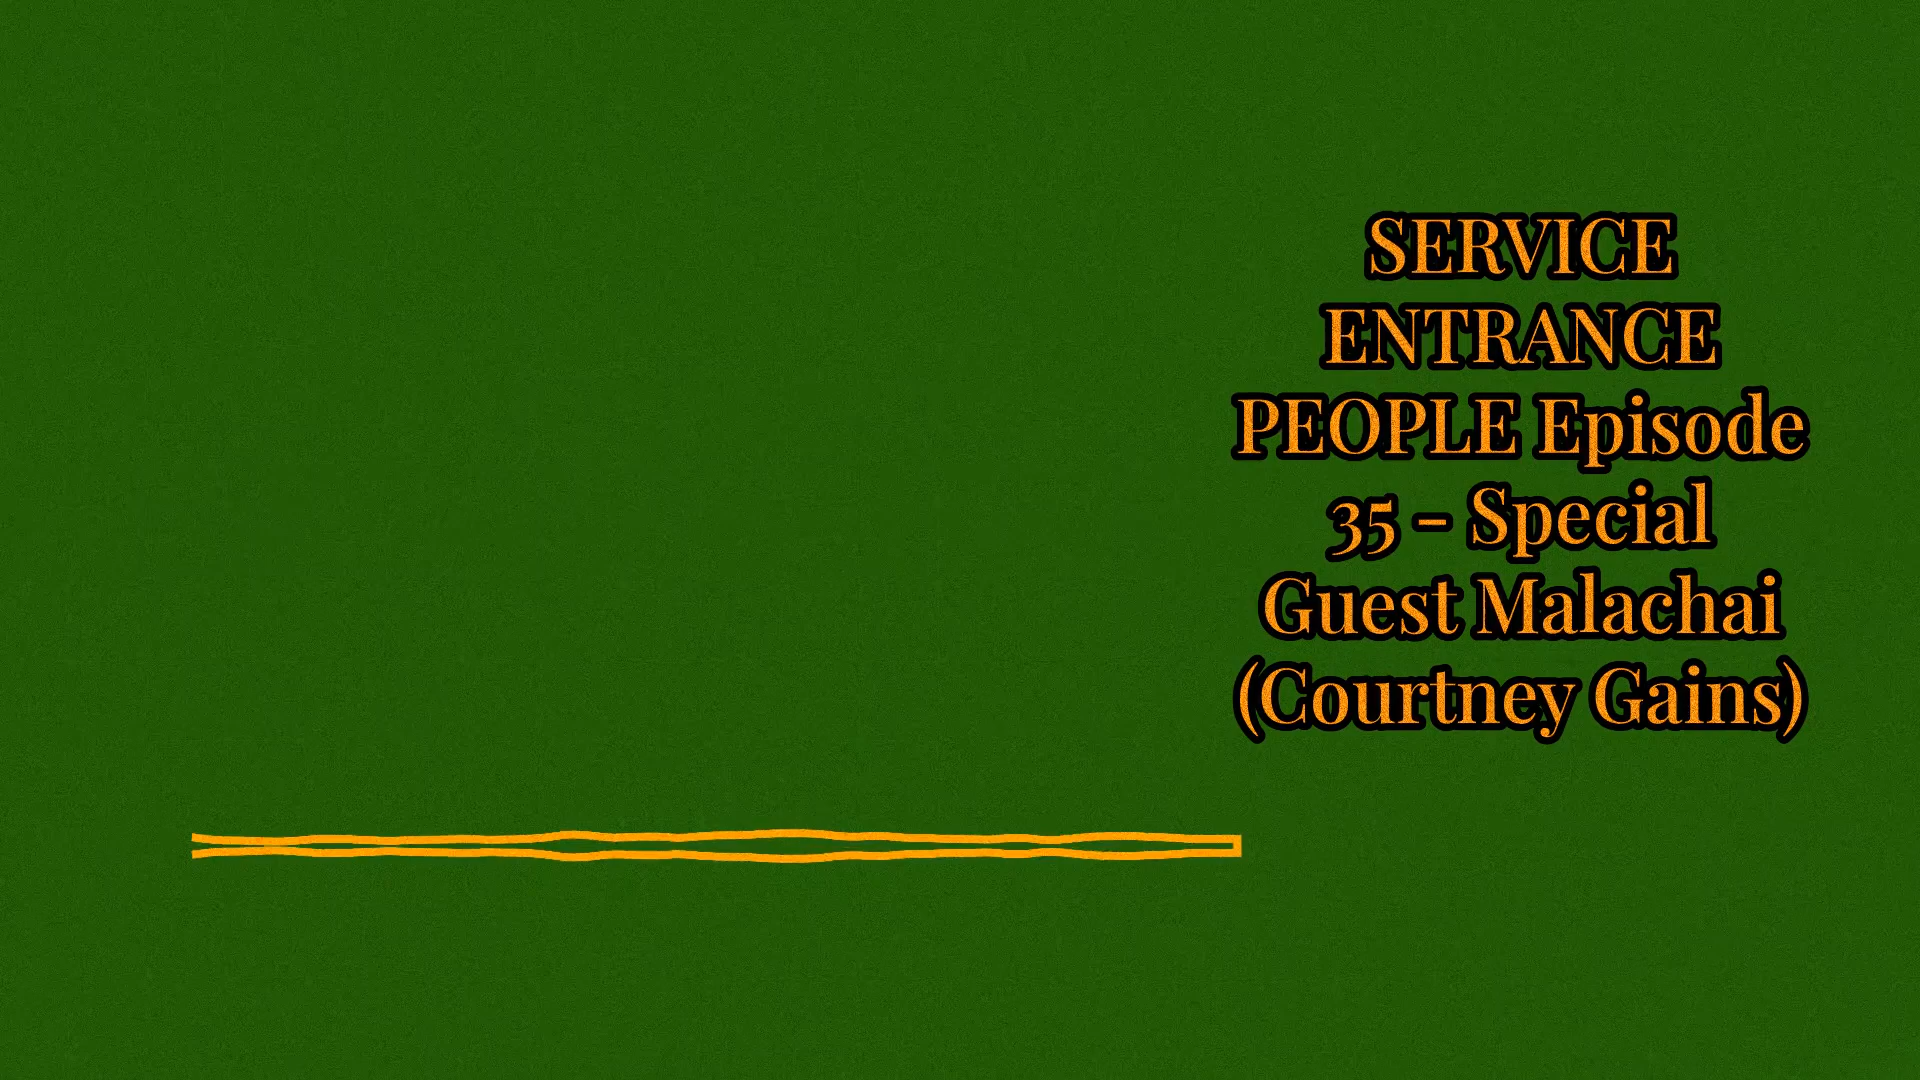 SERVICE
ENTRANCE
PEOPLE Episode
35 - Special
Guest Malachai
(Courtney Gains)